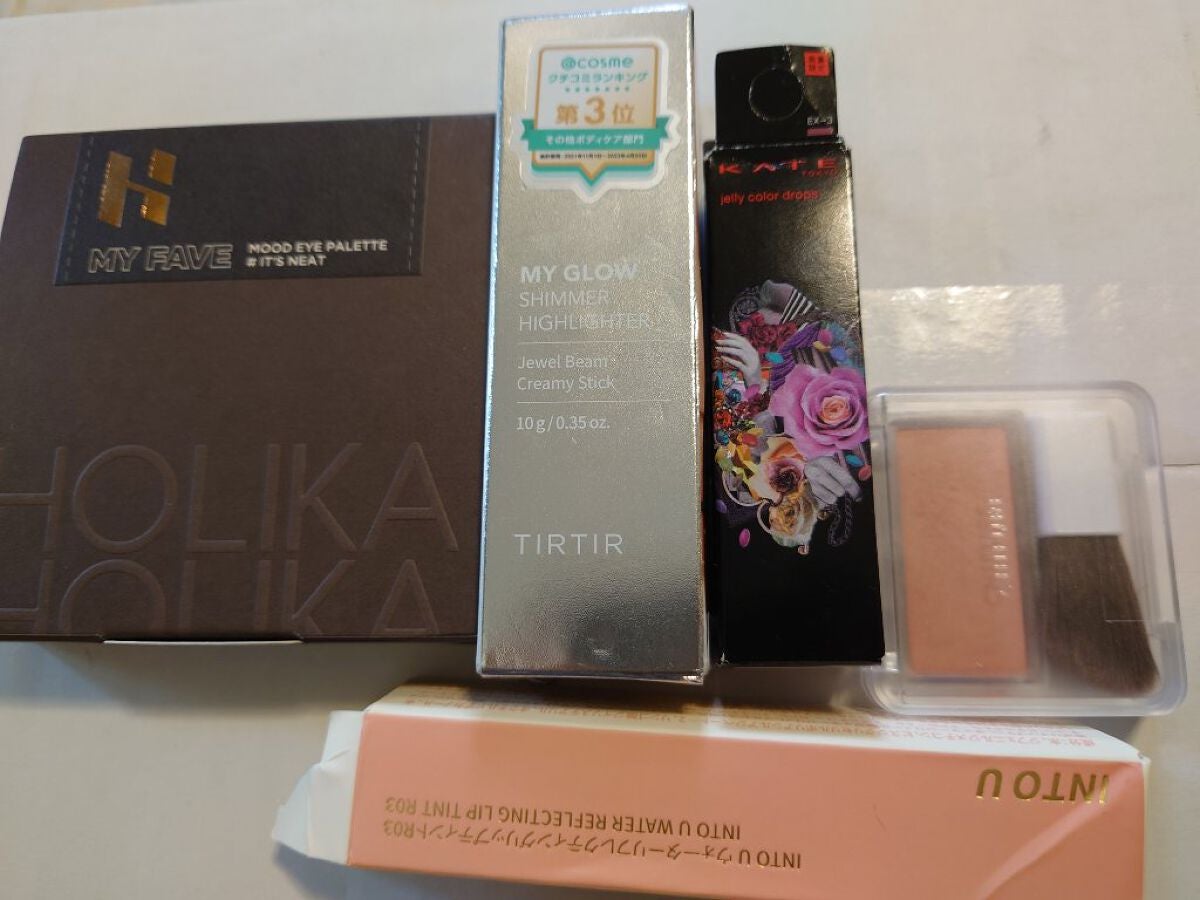 MY FAVE
MOOD EYE PALETTE
# IT'S NEAT
HOLIKA
HOLIKA
@cosme
クチコミランキング
第3位
その他ボディケア部門
MY GLOW
SHIMMER
HIGHLIGHTER
Jewel Beam
Creamy Stick
10g/0.35 oz.
TIRTIR
EX-3
KATE
TOKYO
jelly color drops
INTO U
INTO U WATER REFLECTING LIP TINT R03
INTO U ウォーターリフレクティングリップティントR03